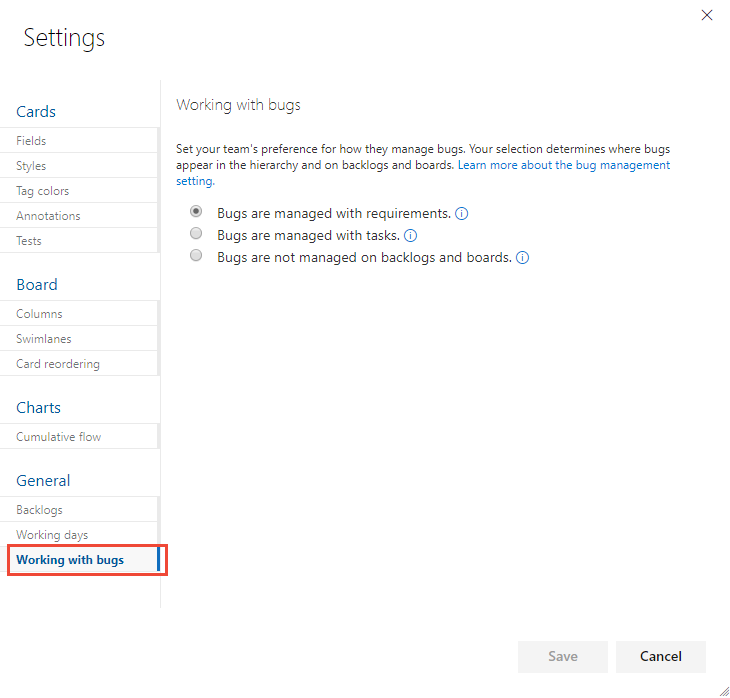 Settings
Cards
Fields
Styles
Tag colors
Annotations
Tests
Board
Columns
Swimlanes
Card reordering
Charts
Cumulative flow
General
Backlogs
Working days
Working with bugs
Working with bugs
Set your team's preference for how they manage bugs. Your selection determines where bugs
appear in the hierarchy and on backlogs and boards. Learn more about the bug management
setting.
Bugs are managed with requirements.
Bugs are managed with tasks.
Bugs are not managed on backlogs and boards.
Save
Cancel